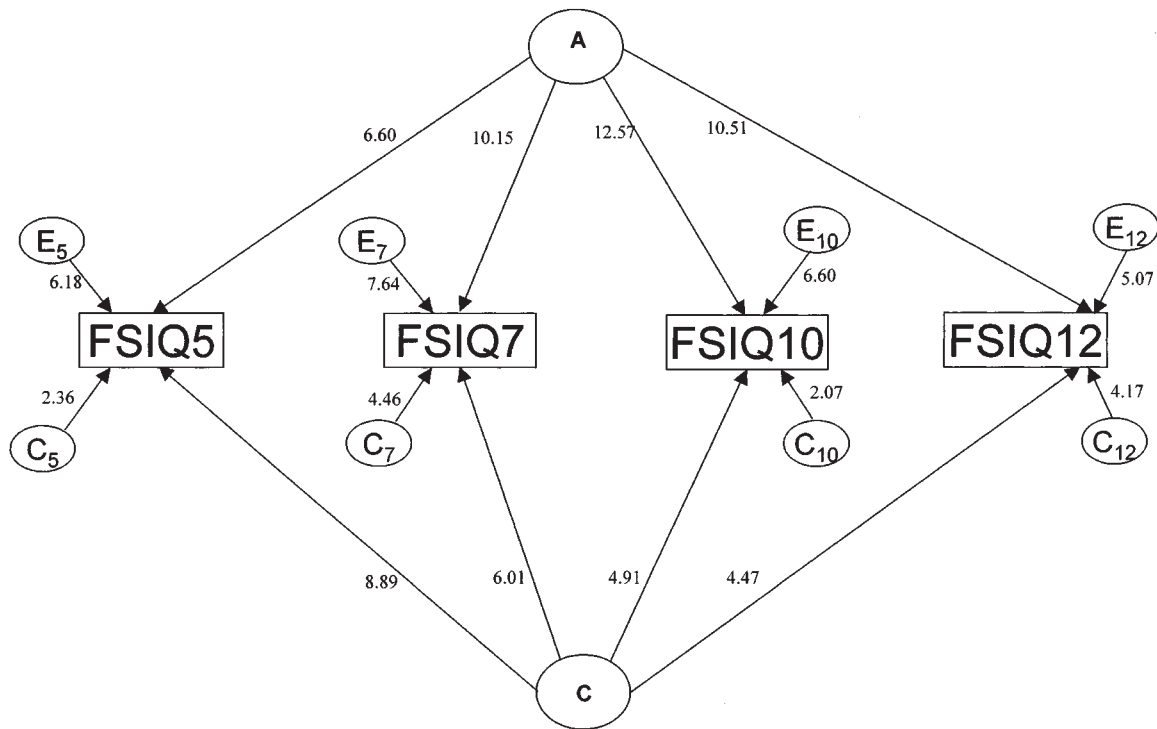 A
6.60
10.15
12.57
10.51
E5
E7
E10
E12
6.18
7.64
6.60
5.07
FSIQ5
FSIQ7
FSIQ10
FSIQ12
2.36
4.46
2.07
4.17
C5
C7
C10
C12
8.89
6.01
4.91
4.47
C